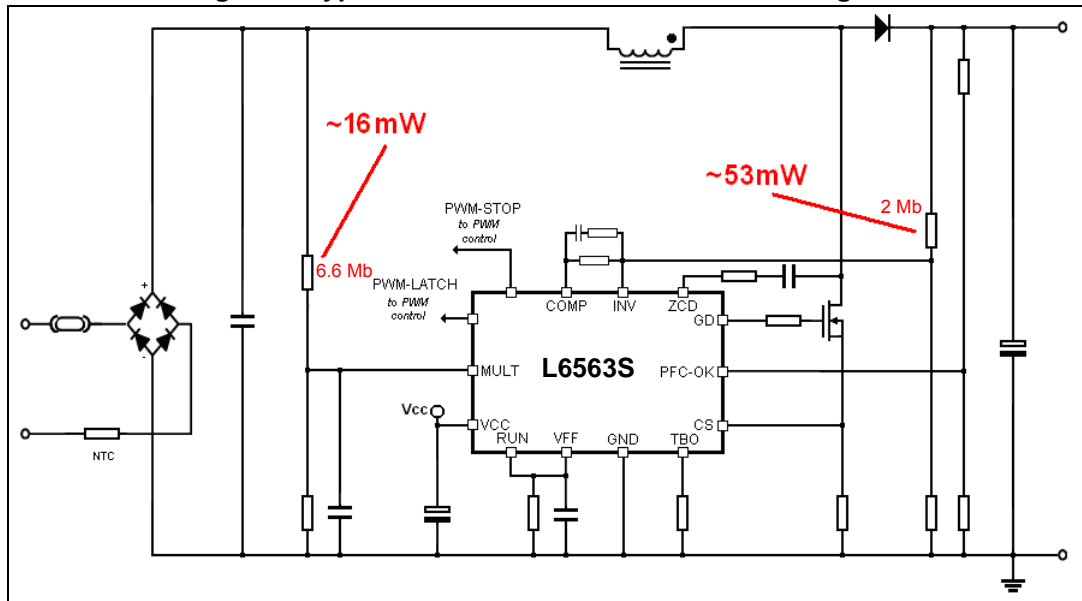 ~16mW
~53mW
2 Mb
PWM-STOP
to PWM
control
6.6 Mb
PWM-LATCH
to PWM
control
COMP
INV
ZCD
GD
L6563S
MULT
PFC-OK
Vcc
VCC
CS
RUN
VFF
GND
TBO
+
-
NTC